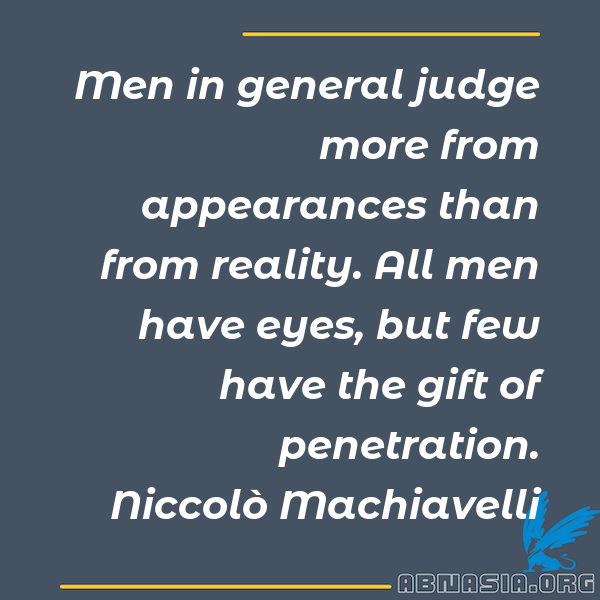 Men in general judge
more from
appearances than
from reality. All men
have eyes, but few
have the gift of
penetration.
Niccolò Machiavelli
ABNASIA.ORG